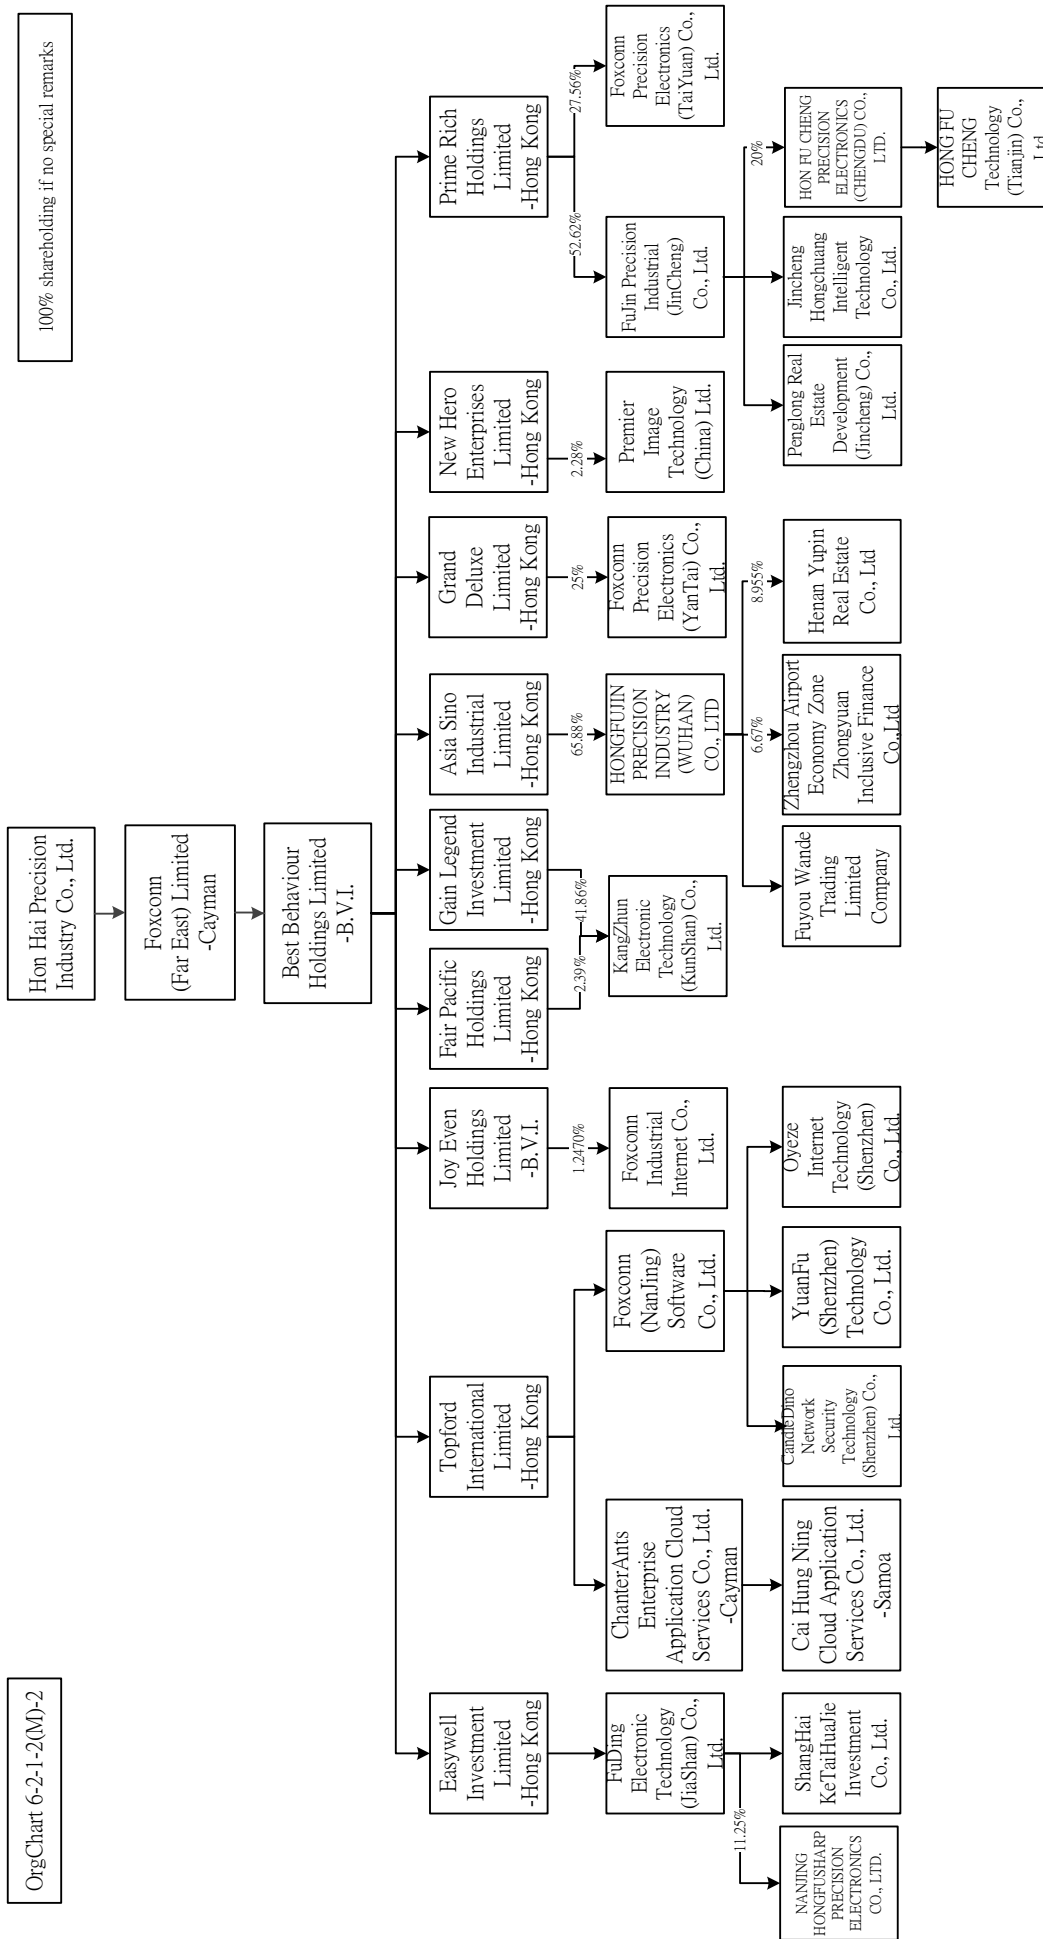 OrgChart 6-2-1-2(M)-2
100% shareholding if no special remarks
Hon Hai Precision
Industry Co., Ltd.
Foxconn
(Far East) Limited
-Cayman
Best Behaviour
Holdings Limited
-B.V.I.
Easywell
Investment
Limited
-Hong Kong
Topford
International
Limited
-Hong Kong
Joy Even
Holdings
Limited
-B.V.I.
Fair Pacific
Holdings
Limited
-Hong Kong
Gain Legend
Investment
Limited
-Hong Kong
Asia Sino
Industrial
Limited
-Hong Kong
Grand
Deluxe
Limited
-Hong Kong
New Hero
Enterprises
Limited
-Hong Kong
Prime Rich
Holdings
Limited
-Hong Kong
1.2470%
2.39%
41.86%
65.88%
25%
2.28%
52.62%
27.56%
FuDing
Electronic
Technology
(JiaShan) Co.,
Ltd.
ChanterAnts
Enterprise
Application Cloud
Services Co., Ltd.
-Cayman
Foxconn
(NanJing)
Software
Co., Ltd.
Foxconn
Industrial
Internet Co.,
Ltd.
KangZhun
Electronic
Technology
(KunShan) Co.,
Ltd.
HONGFUJIN
PRECISION
INDUSTRY
(WUHAN)
CO., LTD
Foxconn
Precision
Electronics
(YanTai) Co.,
Ltd.
Premier
Image
Technology
(China) Ltd.
FuJin Precision
Industrial
(JinCheng)
Co., Ltd.
Foxconn
Precision
Electronics
(TaiYuan) Co.,
Ltd.
11.25%
6.67%
8.955%
20%
NANJING
HONGFUSHARP
PRECISION
ELECTRONICS
CO., LTD.
ShangHai
KeTaiHuaJie
Investment
Co., Ltd.
Cai Hung Ning
Cloud Application
Services Co., Ltd.
-Samoa
CandleDino
Network
Security
Technology
(Shenzhen) Co.,
Ltd.
YuanFu
(Shenzhen)
Technology
Co., Ltd.
Oyeze
Internet
Technology
(Shenzhen)
Co., Ltd.
Fuyou Wande
Trading
Limited
Company
Zhengzhou Airport
Economy Zone
Zhongyuan
Inclusive Finance
Co.,Ltd
Henan Yupin
Real Estate
Co., Ltd
Penglong Real
Estate
Development
(Jincheng) Co.,
Ltd.
Jincheng
Hongchuang
Intelligent
Technology
Co., Ltd.
HON FU CHENG
PRECISION
ELECTRONICS
(CHENGDU) CO.,
LTD.
HONG FU
CHENG
Technology
(Tianjin) Co.,
Ltd